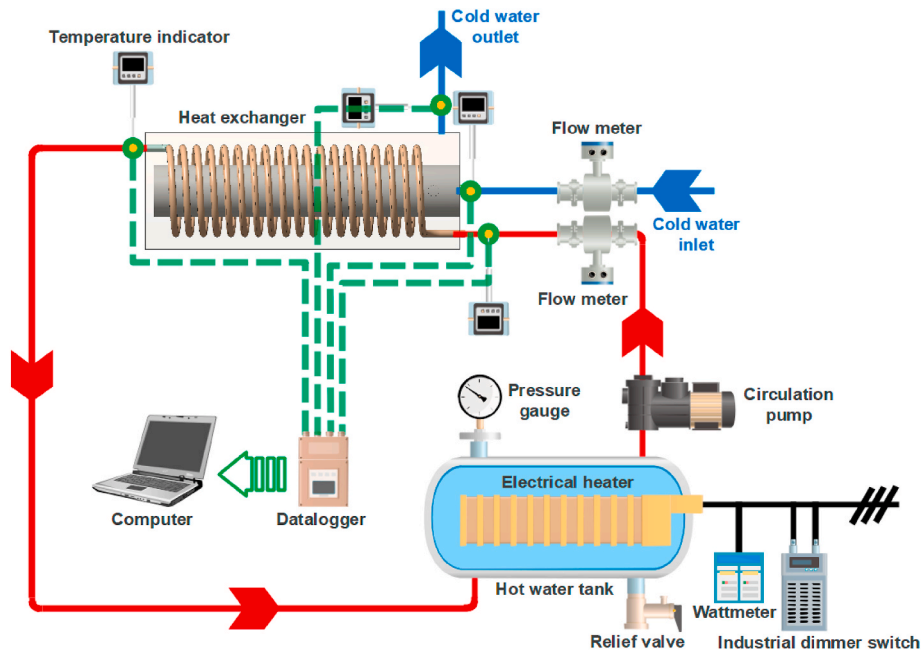 Cold water
outlet
Temperature indicator
Heat exchanger
Flow meter
Cold water
inlet
Flow meter
Pressure
gauge
Circulation
pump
Electrical heater
Computer
Datalogger
Hot water tank
Wattmeter
Relief valve
Industrial dimmer switch